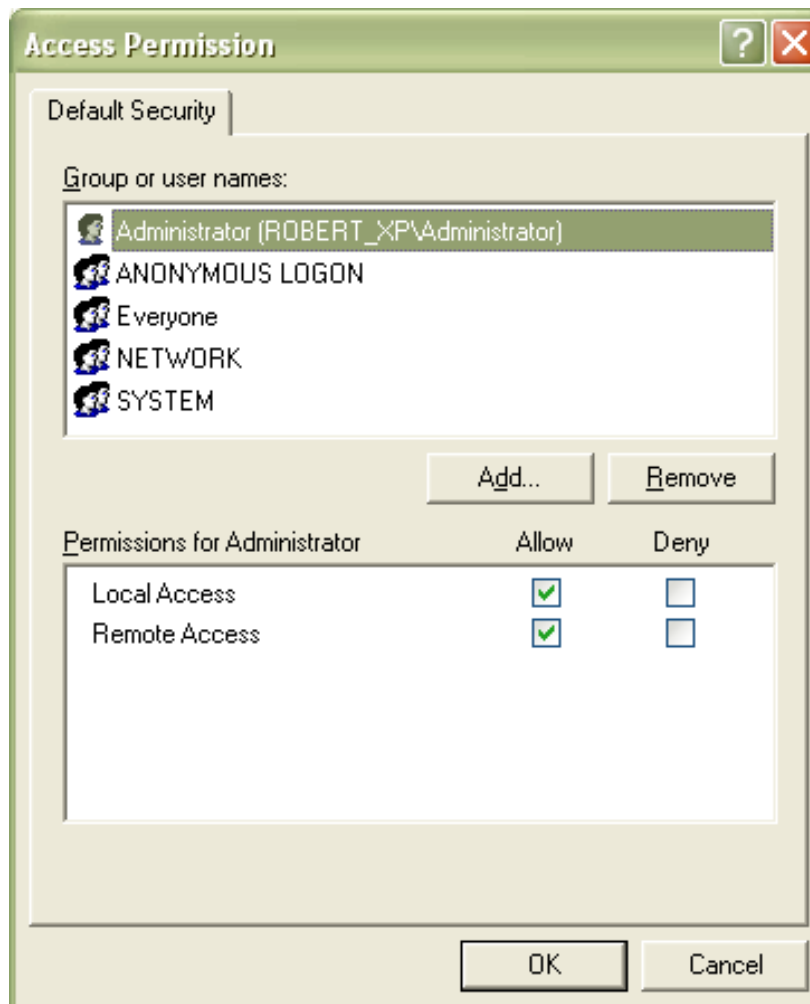 Access Permission
Default Security
Group or user names:
Administrator (ROBERT_XP\Administrator)
ANONYMOUS LOGON
Everyone
NETWORK
SYSTEM
Add... Remove
Permissions for Administrator Allow Deny
Local Access
Remote Access
OK Cancel